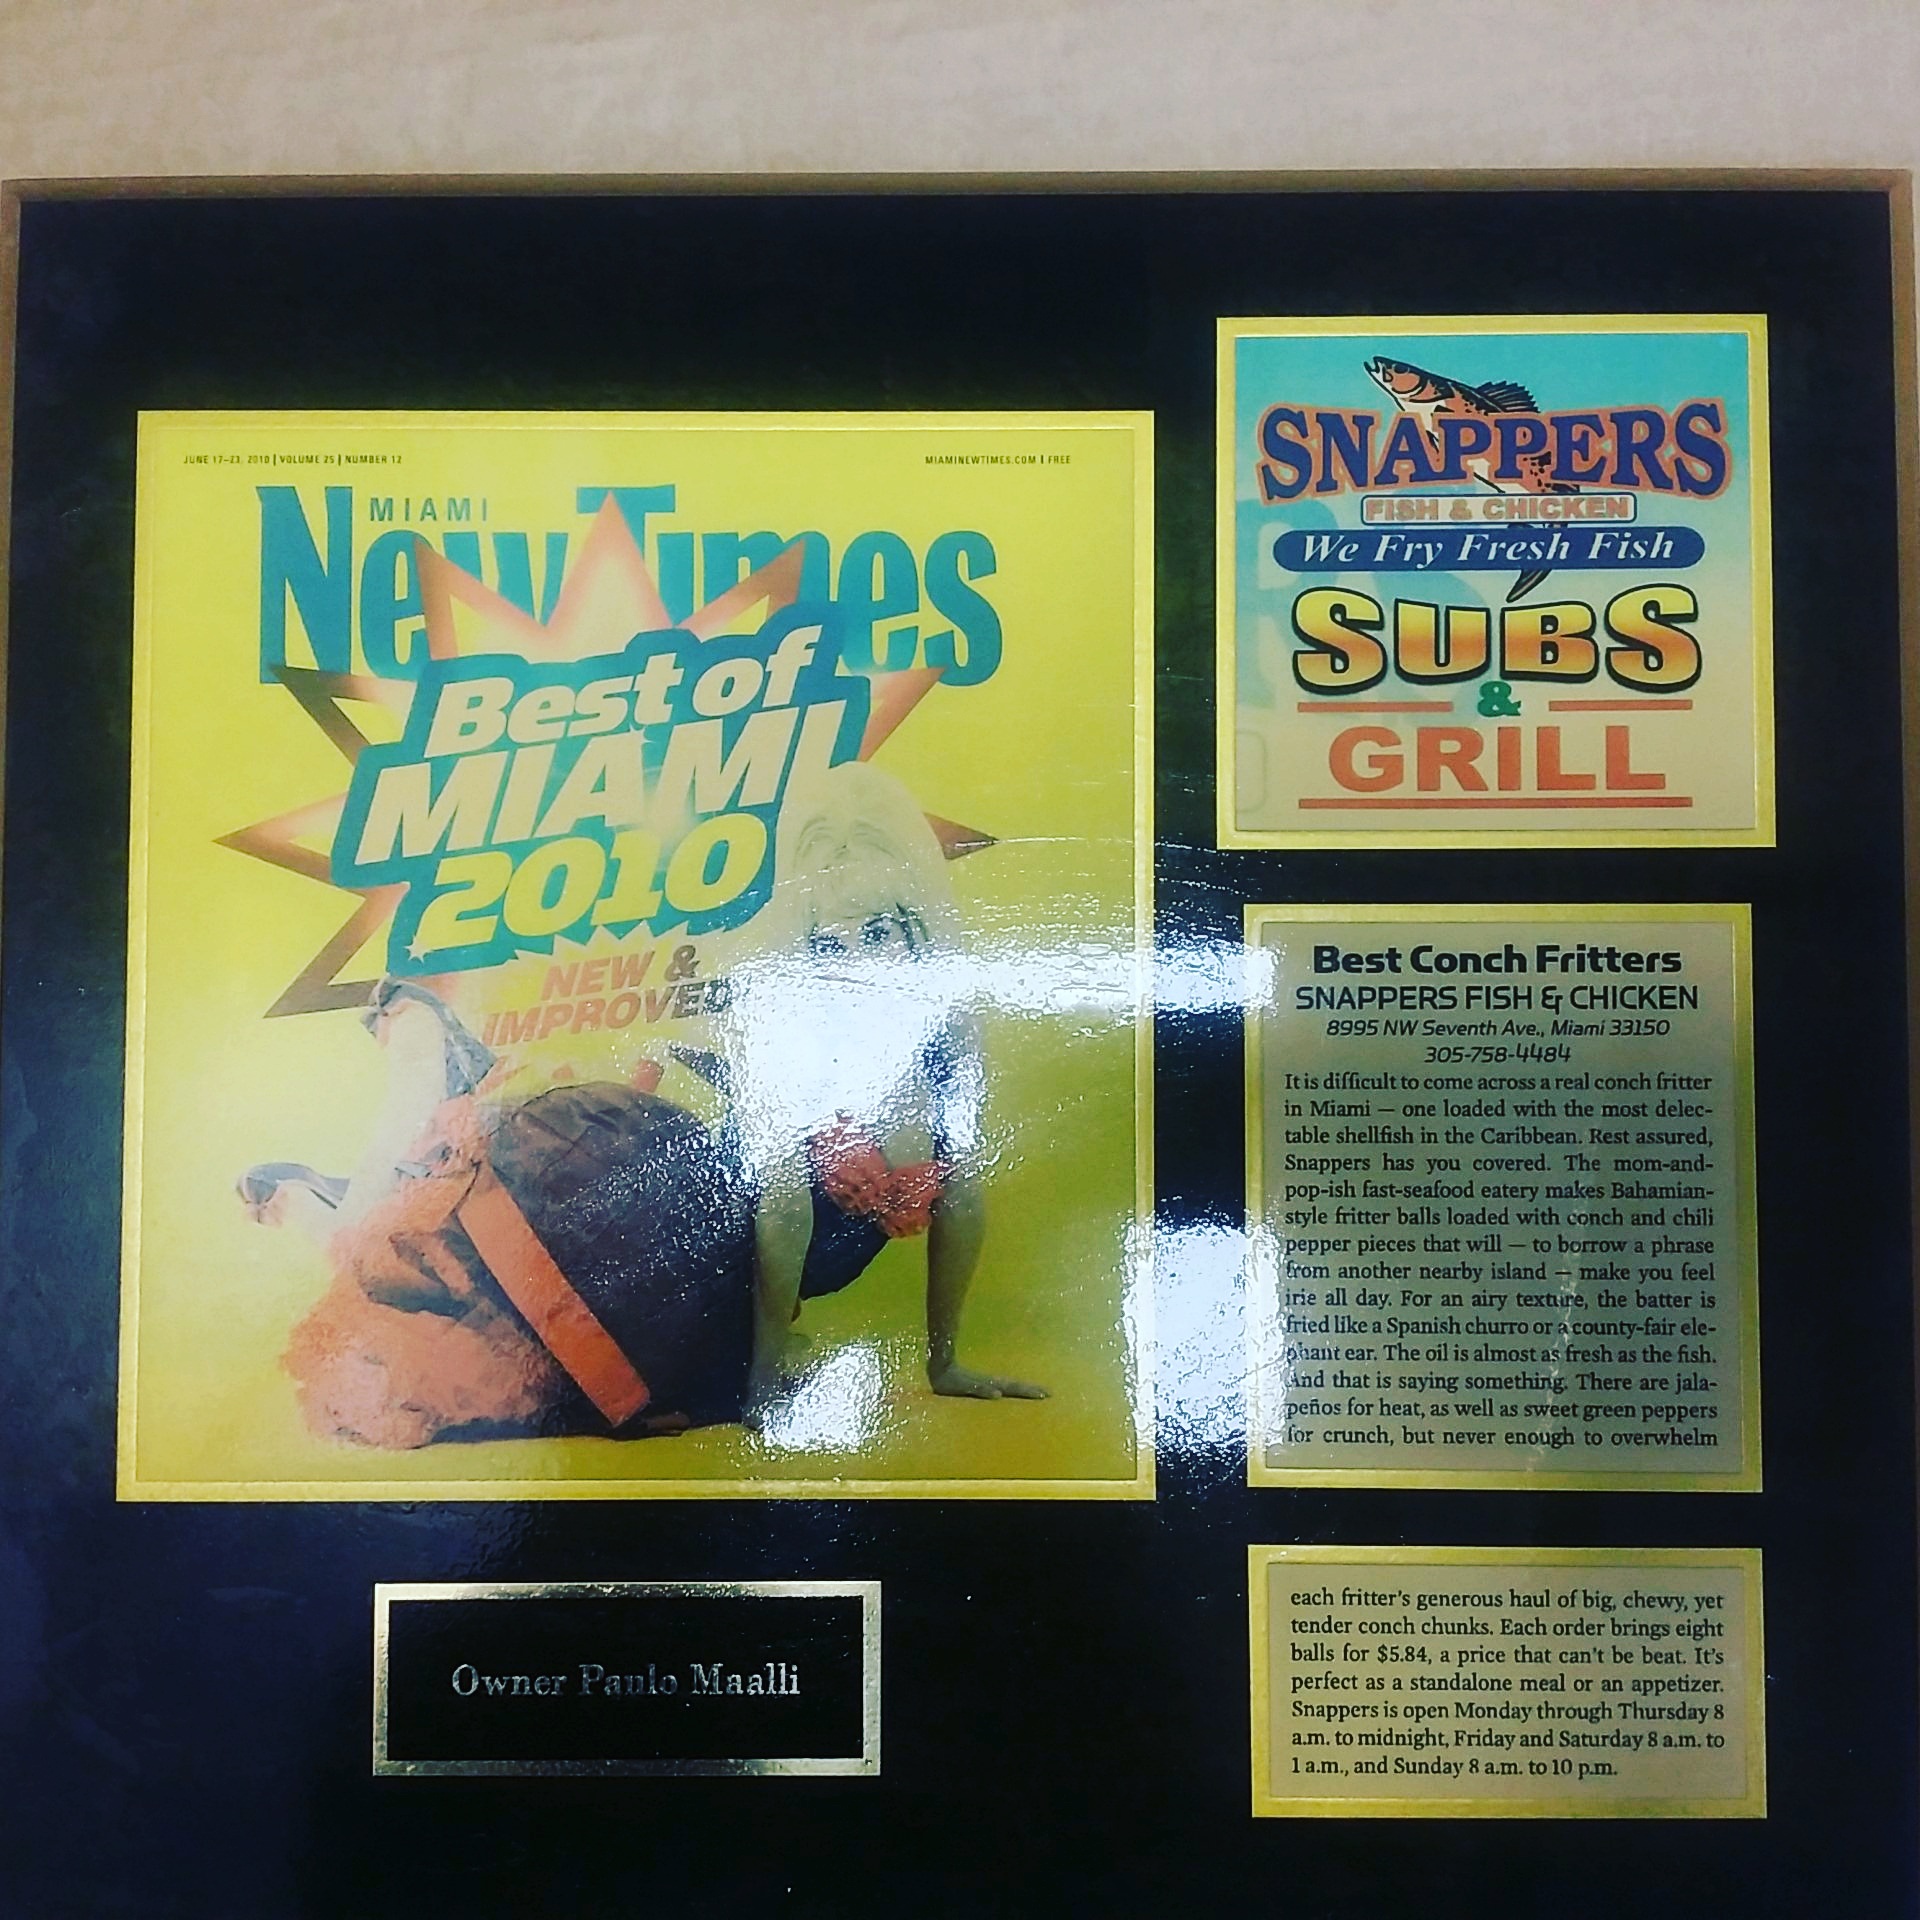 JUNE 17–23, 2010 | VOLUME 25 | NUMBER 12
MIAMINEWTIMES.COM | FREE
MIAMI
New Times
Best of
MIAMI
2010
NEW &
IMPROVED
Owner Paulo Maalli
SNAPPERS
FISH & CHICKEN
We Fry Fresh Fish
SUBS
&
GRILL
Best Conch Fritters
SNAPPERS FISH & CHICKEN
8995 NW Seventh Ave., Miami 33150
305-758-4484
It is difficult to come across a real conch fritter
in Miami — one loaded with the most delec-
table shellfish in the Caribbean. Rest assured,
Snappers has you covered. The mom-and-
pop-ish fast-seafood eatery makes Bahamian-
style fritter balls loaded with conch and chili
pepper pieces that will — to borrow a phrase
from another nearby island — make you feel
irie all day. For an airy texture, the batter is
fried like a Spanish churro or a county-fair ele-
phant ear. The oil is almost as fresh as the fish.
And that is saying something. There are jala-
peños for heat, as well as sweet green peppers
for crunch, but never enough to overwhelm
each fritter's generous haul of big, chewy, yet
tender conch chunks. Each order brings eight
balls for $5.84, a price that can't be beat. It's
perfect as a standalone meal or an appetizer.
Snappers is open Monday through Thursday 8
a.m. to midnight, Friday and Saturday 8 a.m. to
1 a.m., and Sunday 8 a.m. to 10 p.m.